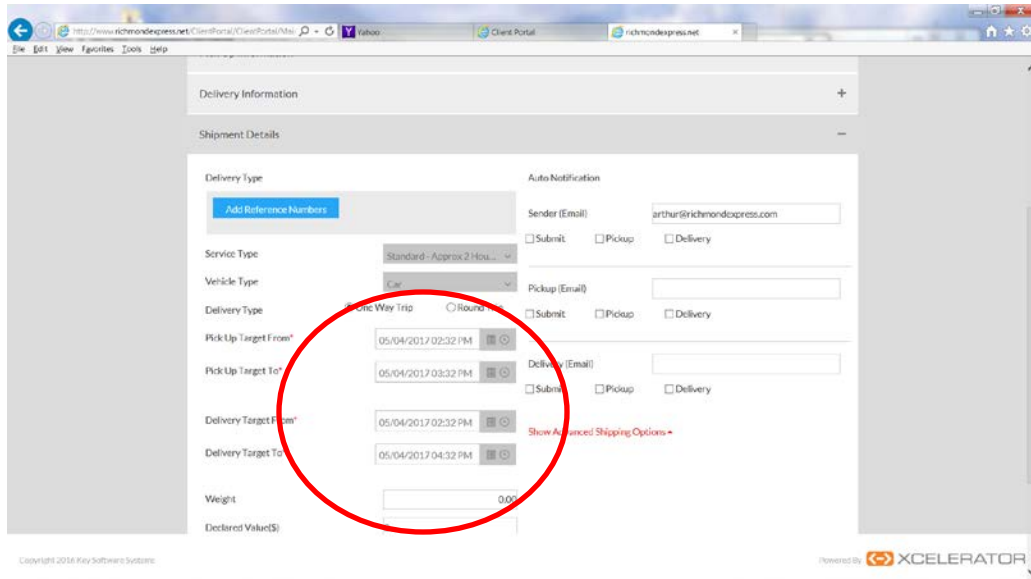 http://www.richmondexpress.net/ClientPortal/ClientPortal/Mai
Yahoo
Client Portal
richmondexpress.net
File Edit View Favorites Tools Help
Delivery Information +
Shipment Details −
Delivery Type
Add Reference Numbers
Service Type Standard - Approx 2 Hou...
Vehicle Type Car
Delivery Type One Way Trip Round
Pick Up Target From* 05/04/2017 02:32 PM
Pick Up Target To* 05/04/2017 03:32 PM
Delivery Target From* 05/04/2017 02:32 PM
Delivery Target To 05/04/2017 04:32 PM
Weight 0.00
Declared Value($)
Auto Notification
Sender (Email) arthur@richmondexpress.com
Submit Pickup Delivery
Pickup (Email)
Submit Pickup Delivery
Delivery (Email)
Submit Pickup Delivery
Show Advanced Shipping Options
Copyright 2016 Key Software Systems
Powered By XCELERATOR